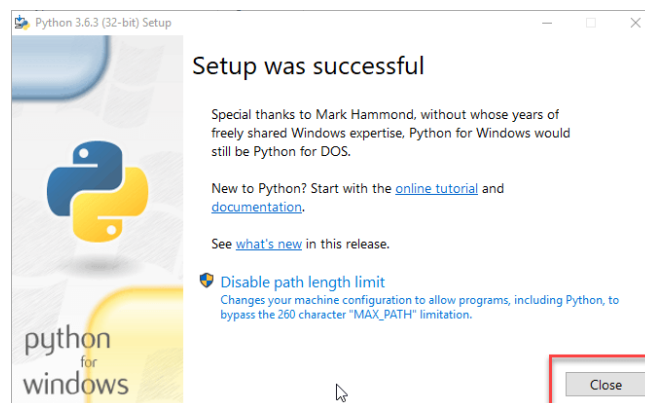 Python 3.6.3 (32-bit) Setup
Setup was successful
Special thanks to Mark Hammond, without whose years of
freely shared Windows expertise, Python for Windows would
still be Python for DOS.
New to Python? Start with the online tutorial and
documentation.
See what's new in this release.
Disable path length limit
Changes your machine configuration to allow programs, including Python, to
bypass the 260 character "MAX_PATH" limitation.
python
for
windows
Close